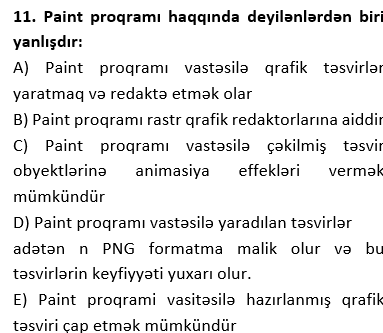 11. Paint proqramı haqqında deyilənlərdən biri
yanlışdır:
A) Paint proqramı vastəsilə qrafik təsvirlər
yaratmaq və redaktə etmək olar
B) Paint proqramı rastr qrafik redaktorlarına aiddir
C) Paint proqramı vastəsilə çəkilmiş təsvir
obyektlərinə animasiya effekləri vermək
mümkündür
D) Paint proqramı vastəsilə yaradılan təsvirlər
adətən n PNG formatma malik olur və bu
təsvirlərin keyfiyyəti yuxarı olur.
E) Paint proqrami vasitəsilə hazırlanmış qrafik
təsviri çap etmək mümkündür